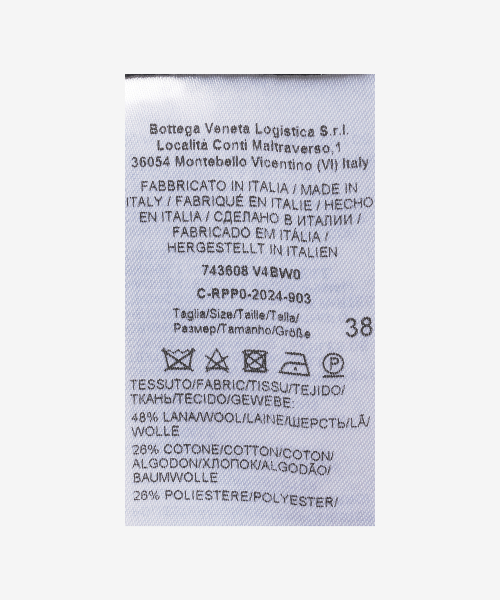 Bottega Veneta Logistica S.r.l.
Località Conti Maltraverso,1
36054 Montebello Vicentino (VI) Italy
FABBRICATO IN ITALIA / MADE IN
ITALY / FABRIQUÉ EN ITALIE / HECHO
EN ITALIA / СДЕЛАНО В ИТАЛИИ /
FABRICADO EM ITÁLIA /
HERGESTELLT IN ITALIEN
743608 V4BW0
C-RPP0-2024-903
Taglia/Size/Taille/Talla/
Размер/Tamanho/Größe
38
P
TESSUTO/FABRIC/TISSU/TEJIDO/
ТКАНЬ/TECIDO/GEWEBE
48% LANA/WOOL/LAINE/ШЕРСТЬ/LÃ/
WOLLE
26% COTONE/COTTON/COTON/
ALGODON/ХЛОПОК/ALGODÃO/
BAUMWOLLE
26% POLIESTERE/POLYESTER/